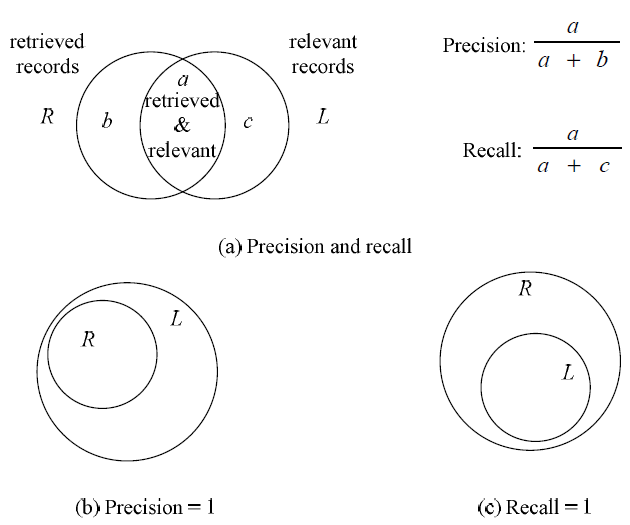 retrieved
records
relevant
records
R
b
a
retrieved
&
relevant
c
L
Precision: a
a + b
Recall: a
a + c
(a) Precision and recall
R
L
R
L
(b) Precision = 1
(c) Recall = 1